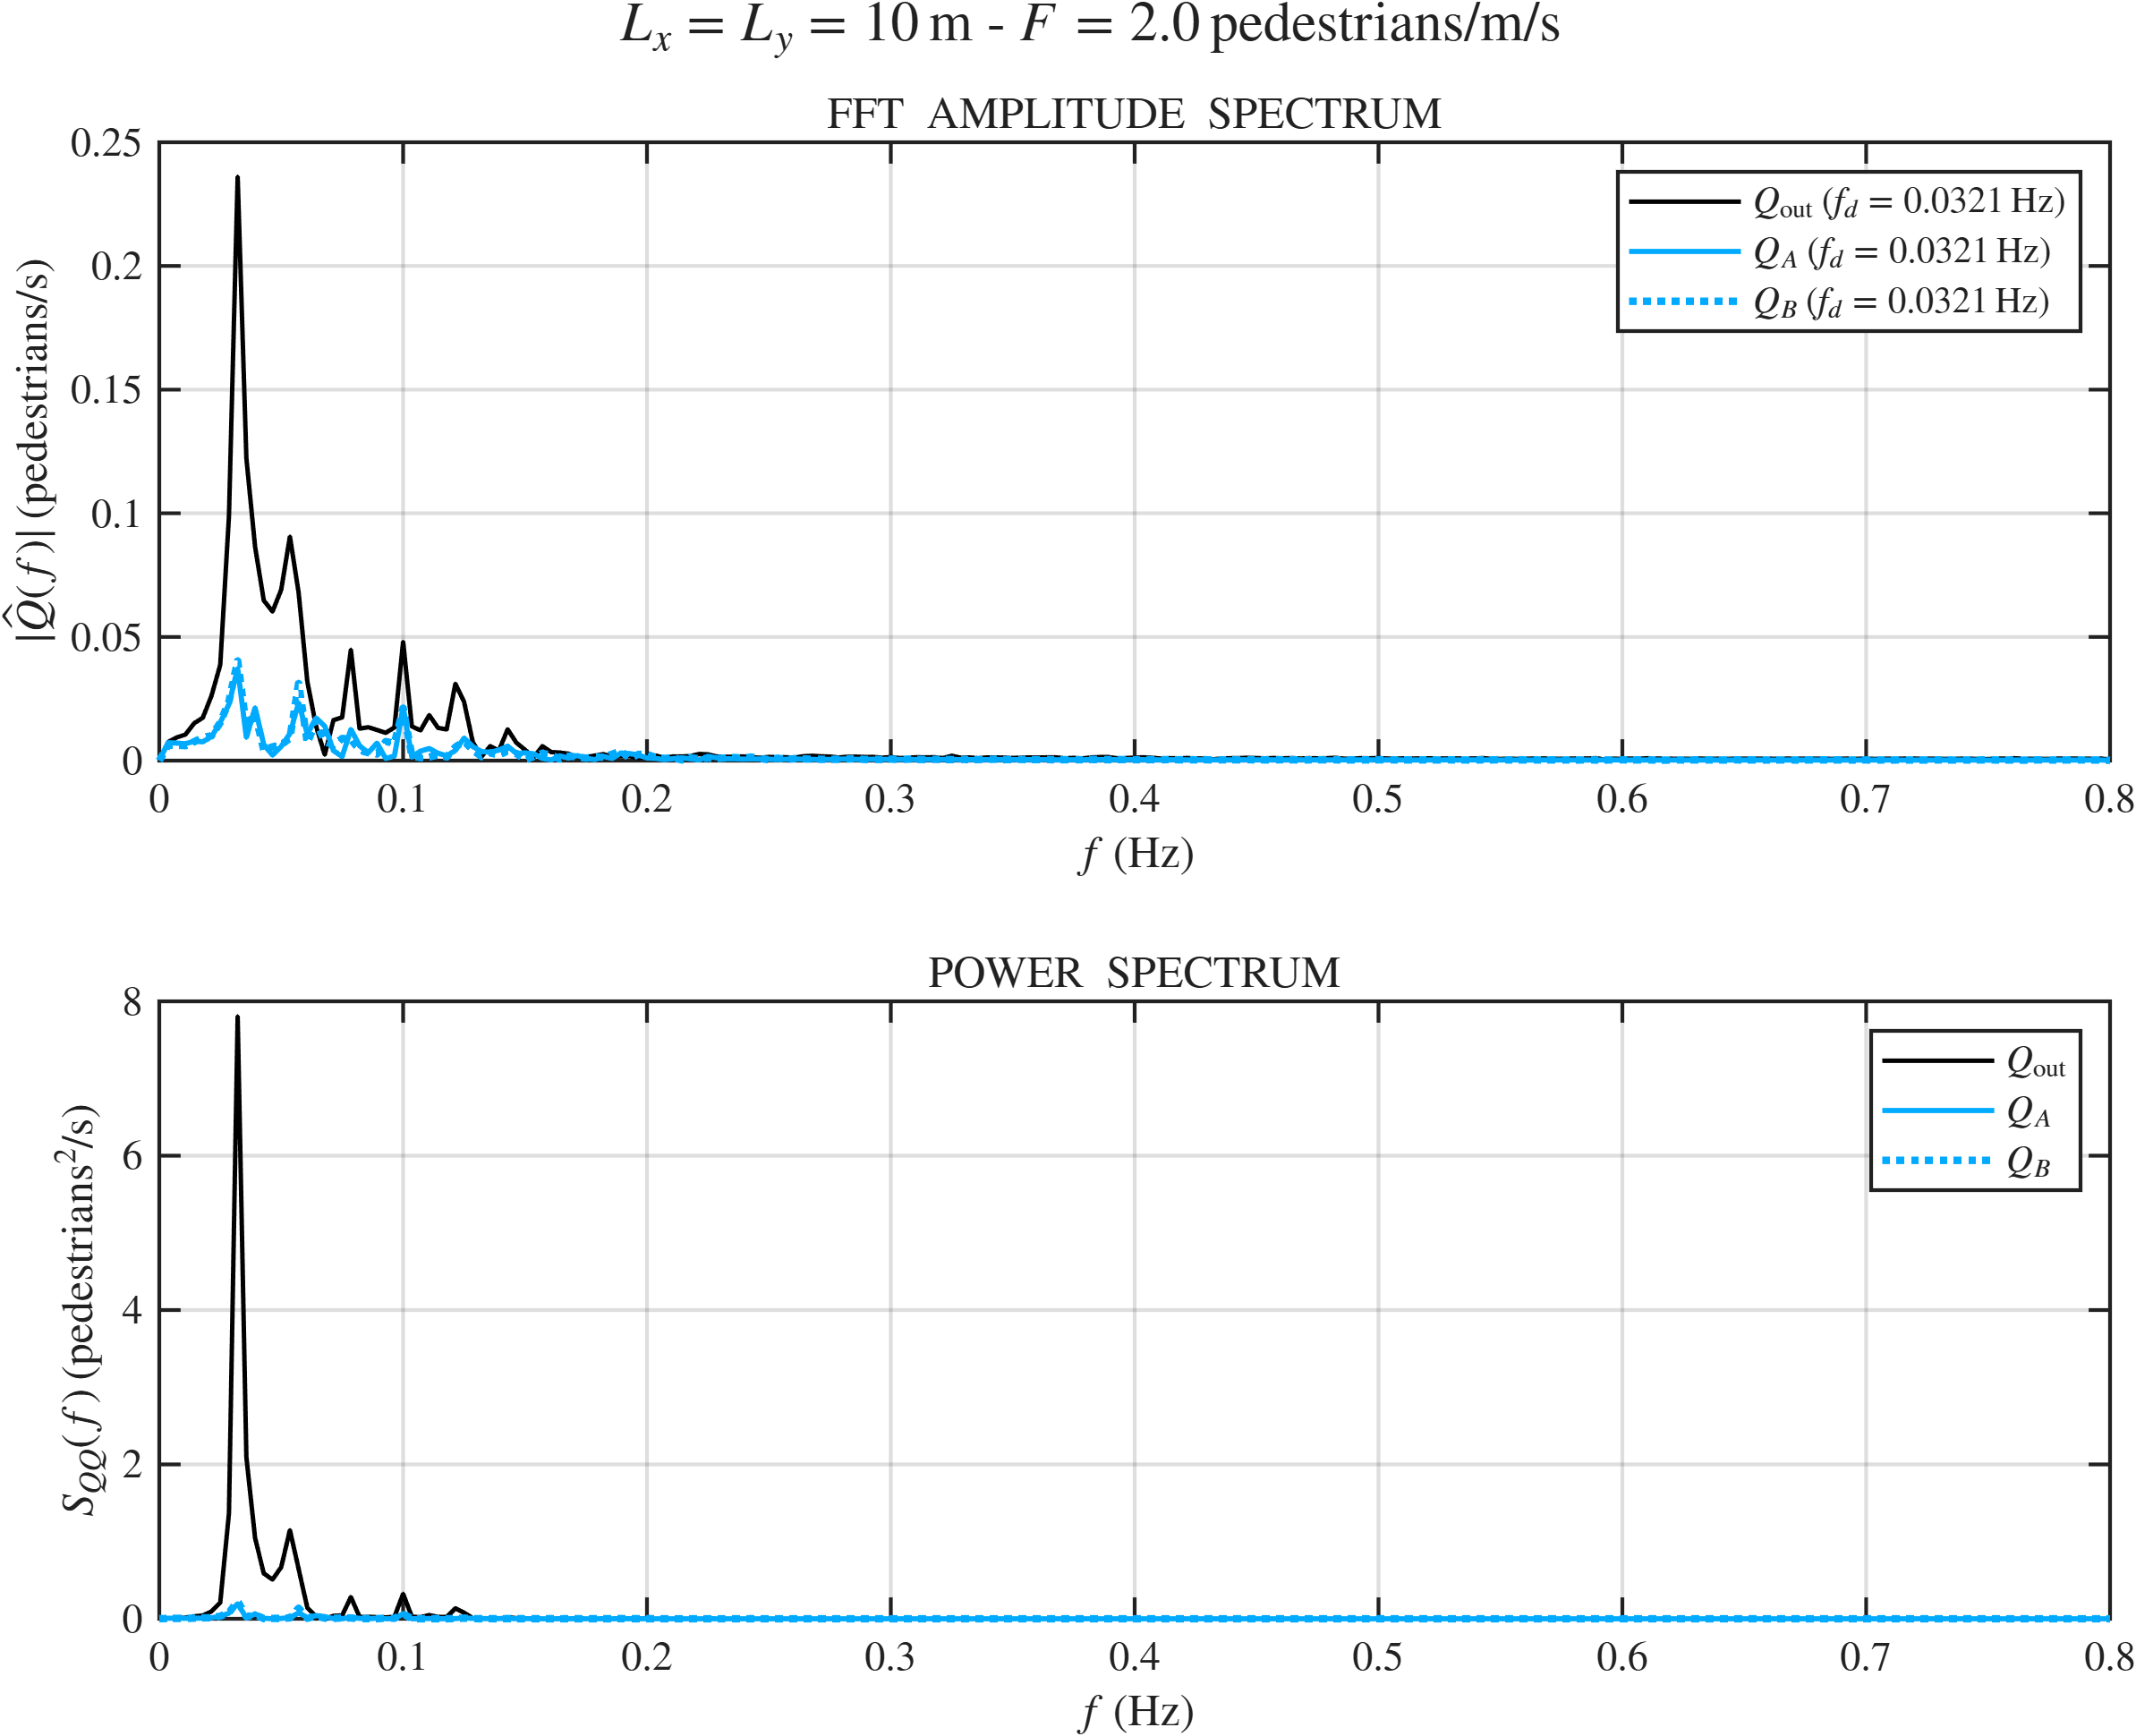 Lx = Ly = 10 m - F = 2.0 pedestrians/m/s
FFT AMPLITUDE SPECTRUM
|Q̂(f)| (pedestrians/s)
0.25
0.2
0.15
0.1
0.05
0
Qout (fd = 0.0321 Hz)
QA (fd = 0.0321 Hz)
QB (fd = 0.0321 Hz)
0 0.1 0.2 0.3 0.4 0.5 0.6 0.7 0.8
f (Hz)
POWER SPECTRUM
SQQ(f) (pedestrians²/s)
8
6
4
2
0
Qout
QA
QB
0 0.1 0.2 0.3 0.4 0.5 0.6 0.7 0.8
f (Hz)